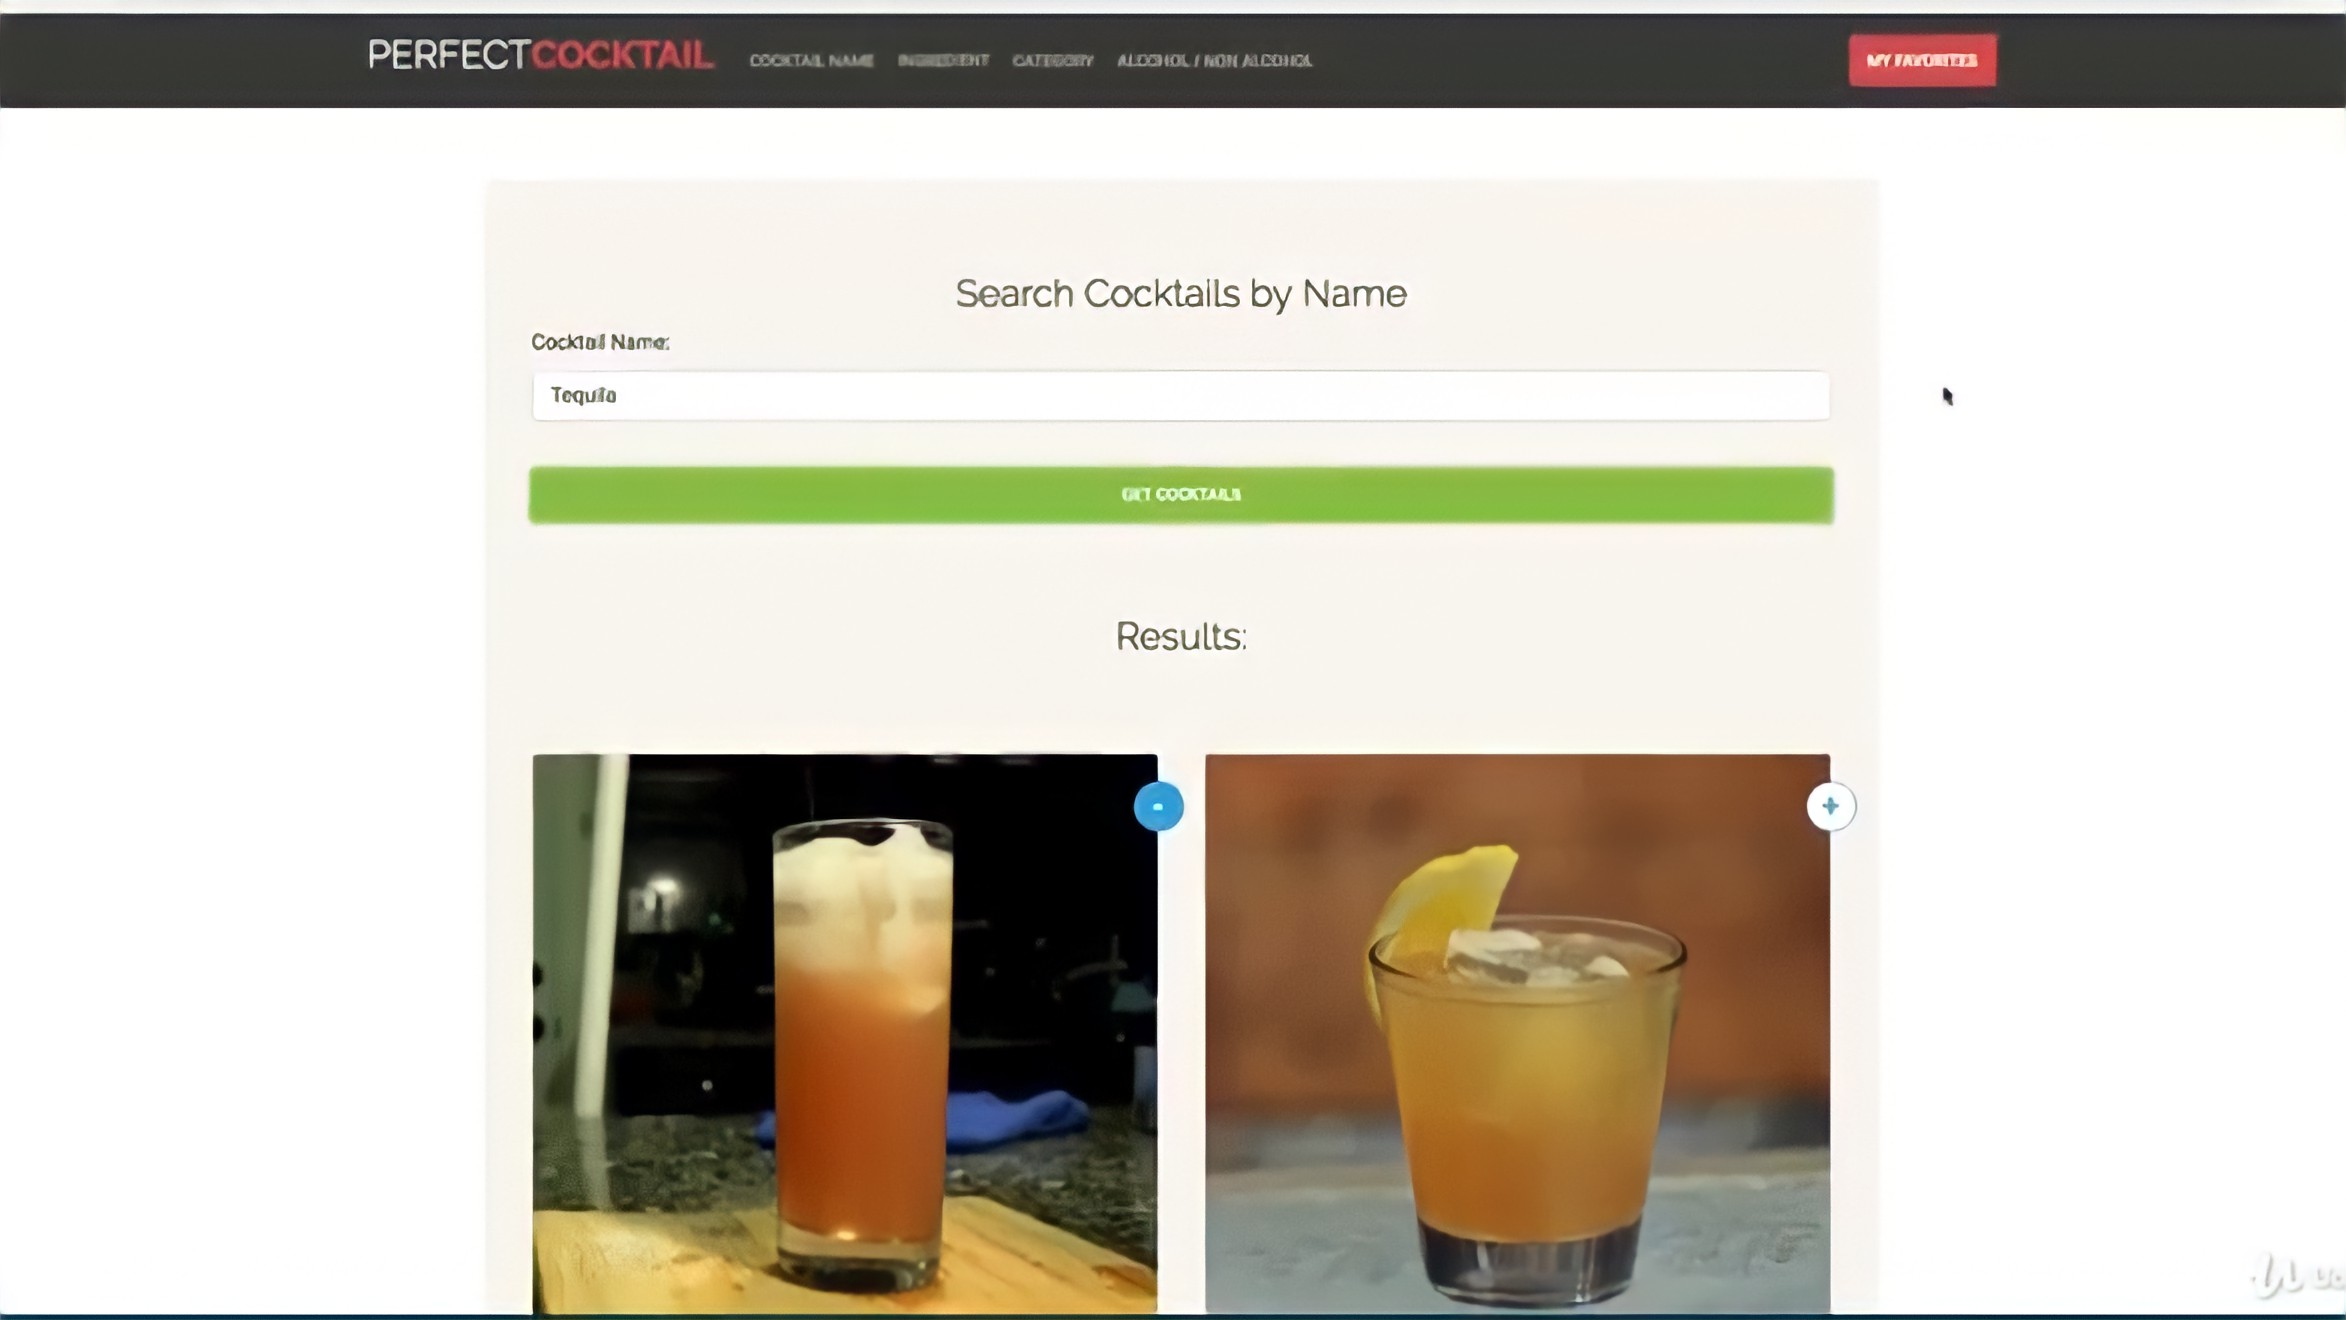 PERFECTCOCKTAIL COCKTAIL NAME INGREDIENT CATEGORY ALCOHOL / NON ALCOHOL MY FAVORITES
Search Cocktails by Name
Cocktail Name:
Tequila
GET COCKTAILS
Results:
+